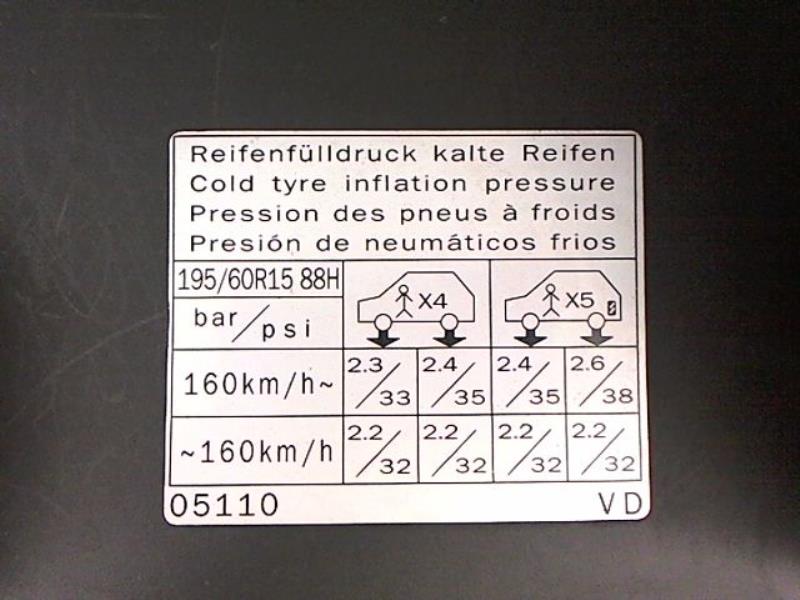 Reifenfülldruck kalte Reifen
Cold tyre inflation pressure
Pression des pneus à froids
Presión de neumáticos frios
195/60R15 88H
X4 X5
bar/psi
160km/h~ 2.3/33 2.4/35 2.4/35 2.6/38
~160km/h 2.2/32 2.2/32 2.2/32 2.2/32
05110 VD